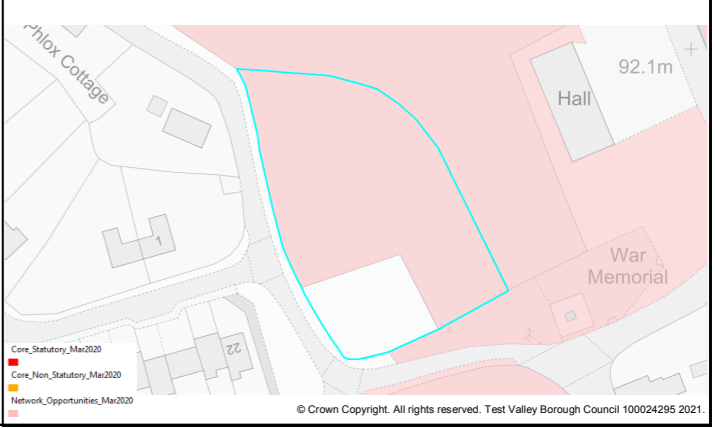 Phlox Cottage
92.1m
Hall
War
Memorial
1
22
Core_Statutory_Mar2020
Core_Non_Statutory_Mar2020
Network_Opportunities_Mar2020
© Crown Copyright. All rights reserved. Test Valley Borough Council 100024295 2021.